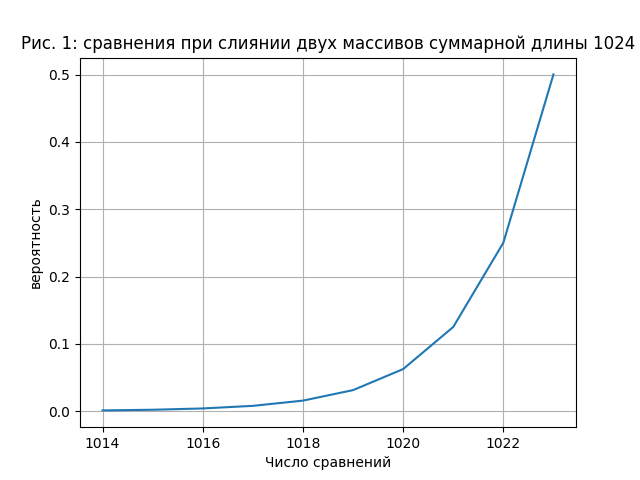 Рис. 1: сравнения при слиянии двух массивов суммарной длины 1024
0.5
0.4
0.3
0.2
0.1
0.0
вероятность
1014 1016 1018 1020 1022
Число сравнений